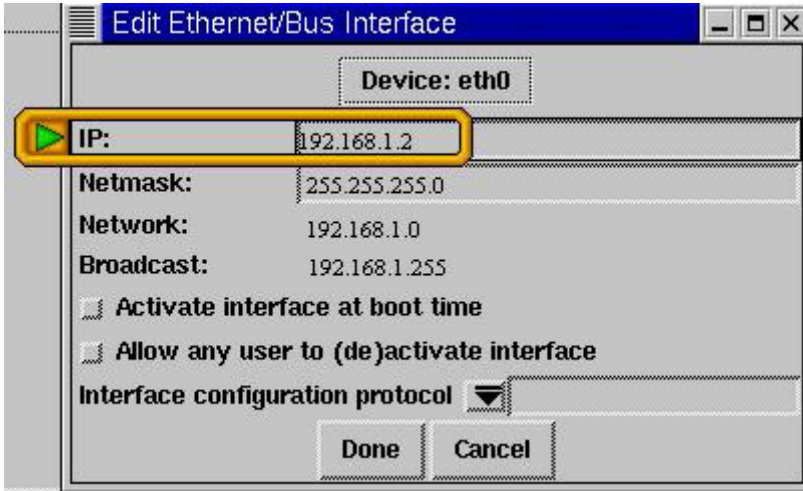 Edit Ethernet/Bus Interface
Device: eth0
IP: 192.168.1.2
Netmask: 255.255.255.0
Network: 192.168.1.0
Broadcast: 192.168.1.255
Activate interface at boot time
Allow any user to (de)activate interface
Interface configuration protocol
Done Cancel